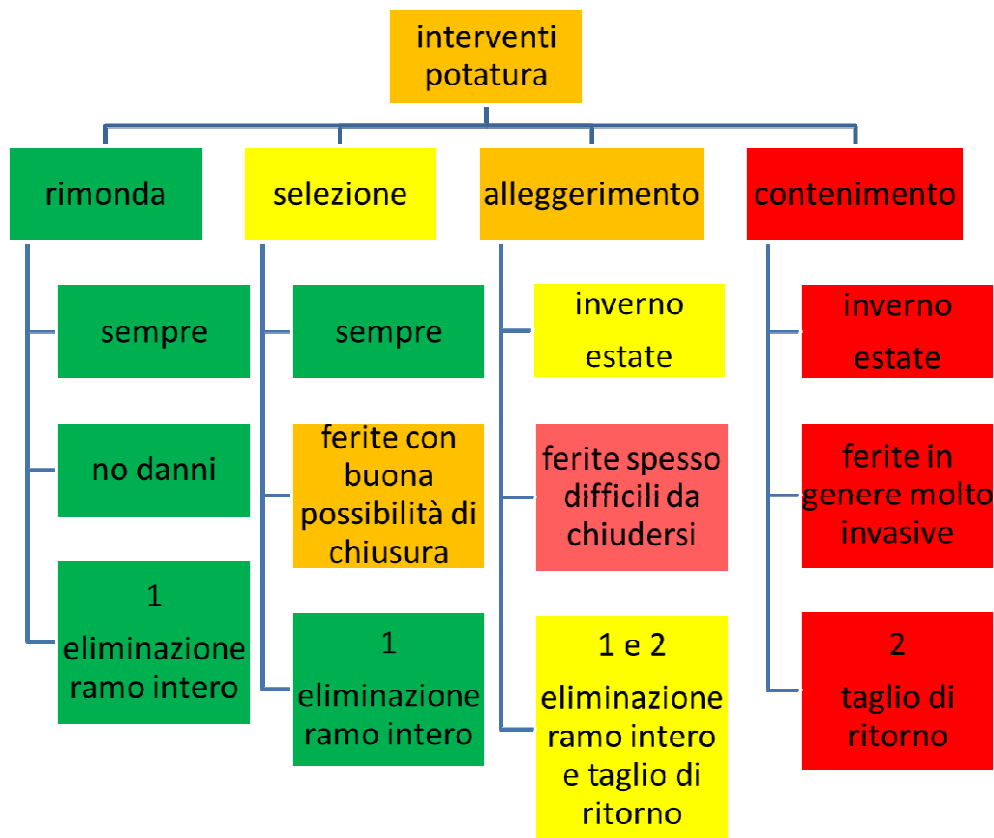 interventi
potatura
rimonda
sempre
no danni
1
eliminazione
ramo intero
selezione
sempre
ferite con
buona
possibilità di
chiusura
1
eliminazione
ramo intero
alleggerimento
inverno
estate
ferite spesso
difficili da
chiudersi
1 e 2
eliminazione
ramo intero
e taglio di
ritorno
contenimento
inverno
estate
ferite in
genere molto
invasive
2
taglio di
ritorno